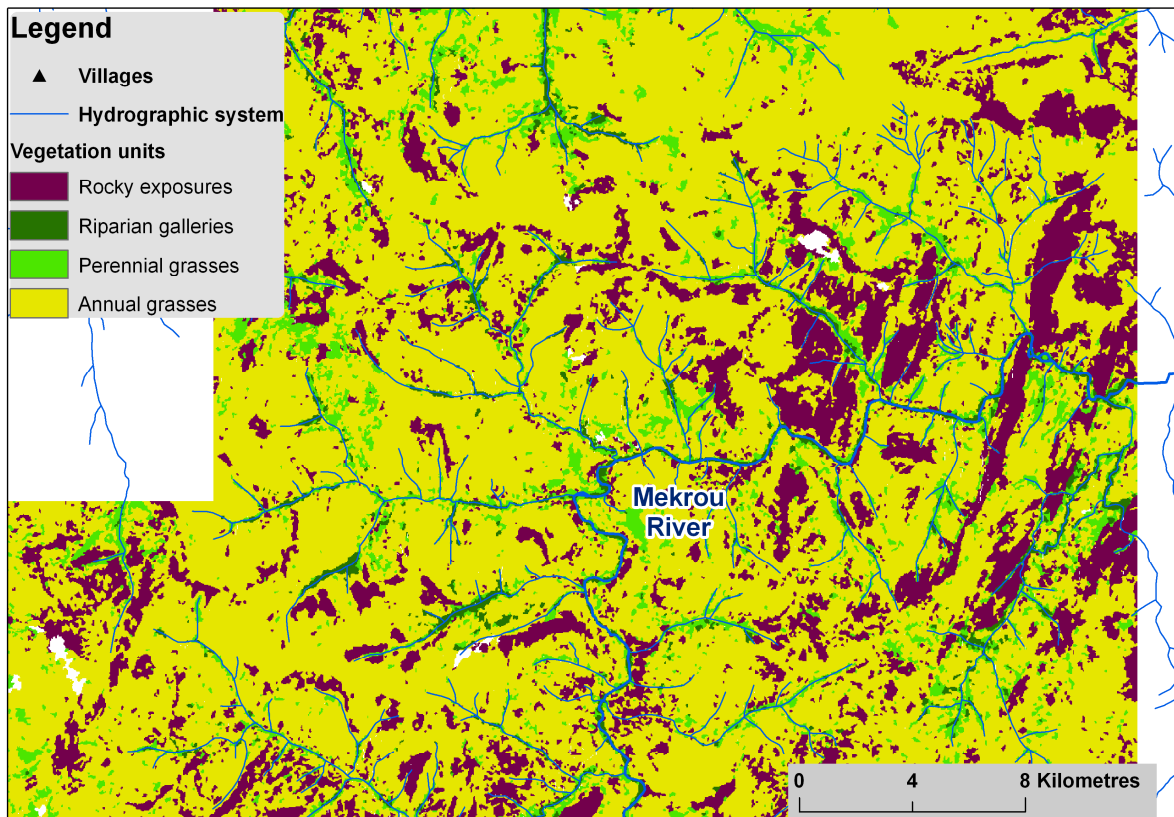 Legend
Villages
Hydrographic system
Vegetation units
Rocky exposures
Riparian galleries
Perennial grasses
Annual grasses
Mekrou
River
0 4 8 Kilometres